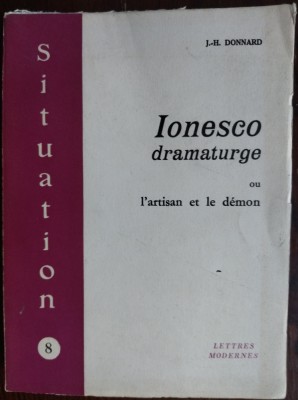 Situation
8
J.-H. DONNARD
Ionesco
dramaturge
ou
l'artisan et le démon
LETTRES
MODERNES